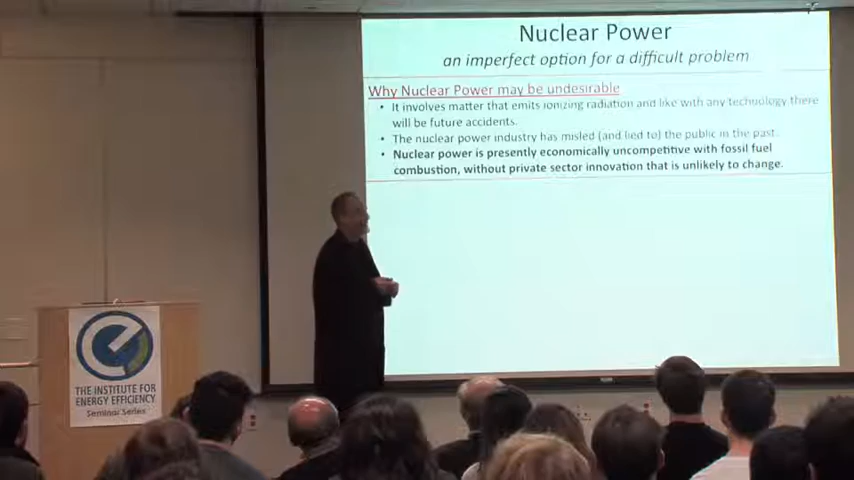 Nuclear Power
an imperfect option for a difficult problem
Why Nuclear Power may be undesirable
• It involves matter that emits ionizing radiation and like with any technology there
will be future accidents.
• The nuclear power industry has misled (and lied to) the public in the past.
• Nuclear power is presently economically uncompetitive with fossil fuel
combustion, without private sector innovation that is unlikely to change.
THE INSTITUTE FOR
ENERGY EFFICIENCY
SEMINAR SERIES